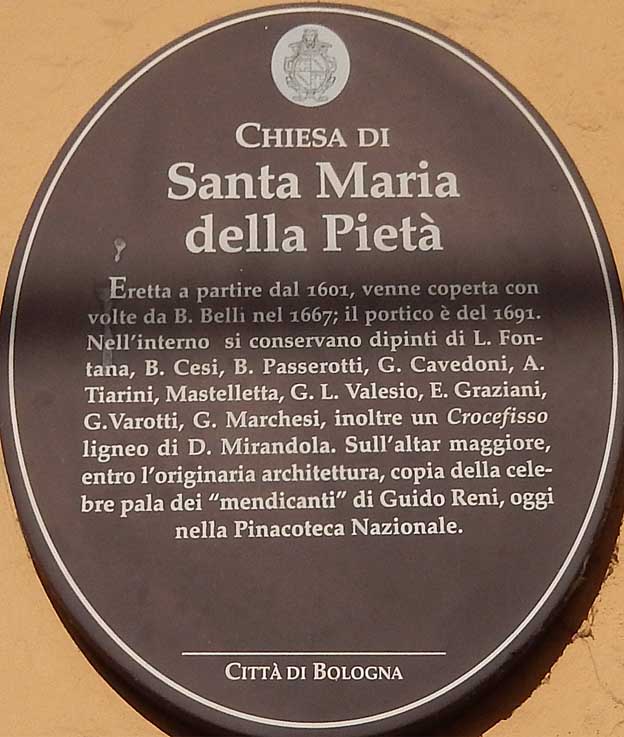 CHIESA DI
Santa Maria
della Pietà
Eretta a partire dal 1601, venne coperta con
volte da B. Belli nel 1667; il portico è del 1691.
Nell'interno si conservano dipinti di L. Fon-
tana, B. Cesi, B. Passerotti, G. Cavedoni, A.
Tiarini, Mastelletta, G. L. Valesio, E. Graziani,
G.Varotti, G. Marchesi, inoltre un Crocefisso
ligneo di D. Mirandola. Sull'altar maggiore,
entro l'originaria architettura, copia della cele-
bre pala dei "mendicanti" di Guido Reni, oggi
nella Pinacoteca Nazionale.
CITTÀ DI BOLOGNA